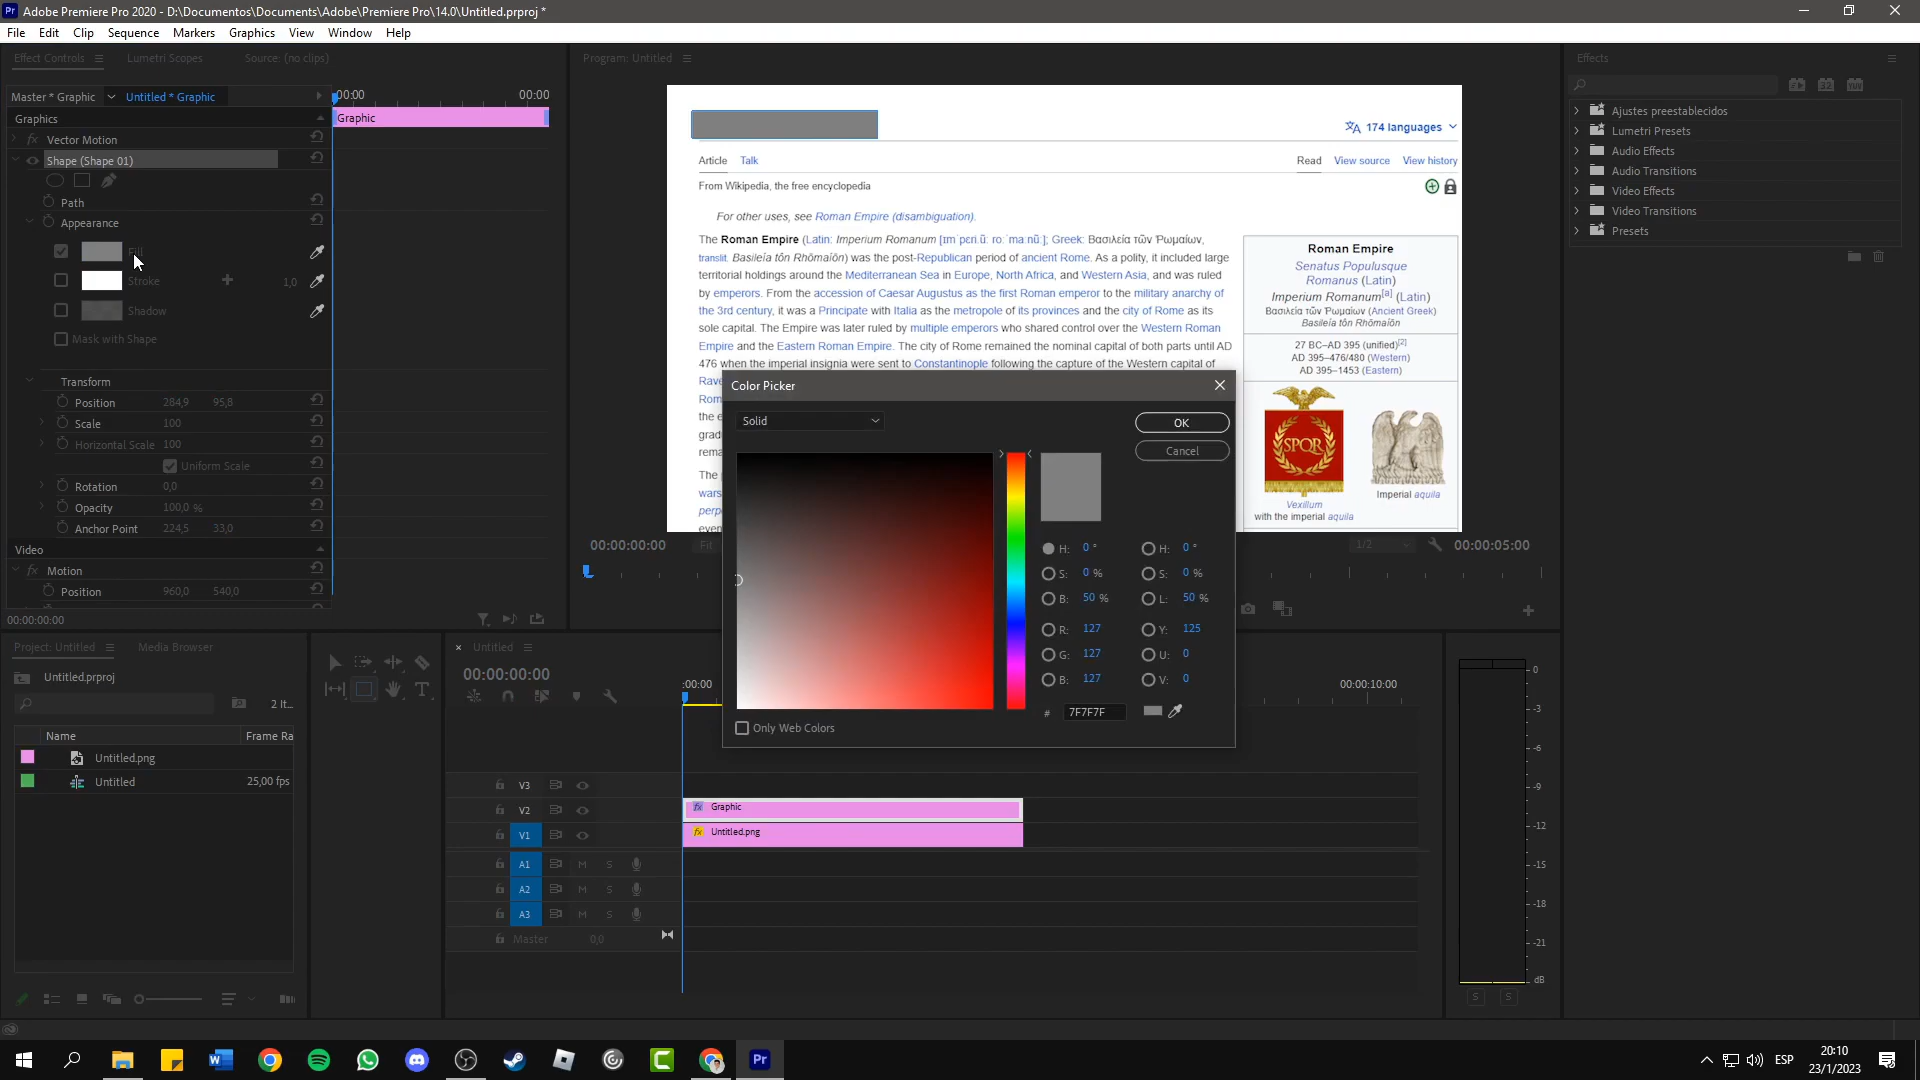 Adobe Premiere Pro 2020 - D:\Documentos\Documents\Adobe\Premiere Pro\14.0\Untitled.prproj *
File Edit Clip Sequence Markers Graphics View Window Help
Effect Controls Lumetri Scopes Source: (no clips)
Master * Graphic Untitled * Graphic
:00:00 00:00
Graphics
Graphic
Vector Motion
Shape (Shape 01)
Path
Appearance
Fill
Stroke 1,0
Shadow
Mask with Shape
Transform
Position 284,9 95,8
Scale 100
Horizontal Scale 100
Uniform Scale
Rotation 0,0
Opacity 100,0 %
Anchor Point 224,5 33,0
Video
Motion
Position 960,0 540,0
00:00:00:00
Program: Untitled
174 languages
Article Talk Read View source View history
From Wikipedia, the free encyclopedia
For other uses, see Roman Empire (disambiguation).
The Roman Empire (Latin: Imperium Romanum [ɪmˈpɛri.ũː roːˈmaːnũː]; Greek: Βασιλεία τῶν Ῥωμαίων,
translit. Basileía tôn Rhōmaíōn) was the post-Republican period of ancient Rome. As a polity, it included large
territorial holdings around the Mediterranean Sea in Europe, North Africa, and Western Asia, and was ruled
by emperors. From the accession of Caesar Augustus as the first Roman emperor to the military anarchy of
the 3rd century, it was a Principate with Italia as the metropole of its provinces and the city of Rome as its
sole capital. The Empire was later ruled by multiple emperors who shared control over the Western Roman
Empire and the Eastern Roman Empire. The city of Rome remained the nominal capital of both parts until AD
476 when the imperial insignia were sent to Constantinople following the capture of the Western capital of
Roman Empire
Senatus Populusque
Romanus (Latin)
Imperium Romanum[a] (Latin)
Βασιλεία τῶν Ῥωμαίων (Ancient Greek)
Basileía tôn Rhōmaíōn
27 BC–AD 395 (unified)[2]
AD 395–476/480 (Western)
AD 395–1453 (Eastern)
SPQR
Vexillum
with the imperial aquila
Imperial aquila
00:00:00:00 Fit 1/2 00:00:05:00
Color Picker
Solid
OK
Cancel
H: 0 ° H: 0 °
S: 0 % S: 0 %
B: 50 % L: 50 %
R: 127 Y: 125
G: 127 U: 0
B: 127 V: 0
# 7F7F7F
Only Web Colors
Effects
Ajustes preestablecidos
Lumetri Presets
Audio Effects
Audio Transitions
Video Effects
Video Transitions
Presets
Project: Untitled Media Browser
Untitled.prproj
2 It...
Name Frame Ra
Untitled.png
Untitled 25,00 fps
Untitled
00:00:00:00
:00:00 00:00:10:00
V3
V2 Graphic
V1 Untitled.png
A1 M S
A2 M S
A3 M S
Master 0,0
0
-3
-6
-9
-12
-15
-18
-21
dB
S S
ESP
20:10
23/1/2023